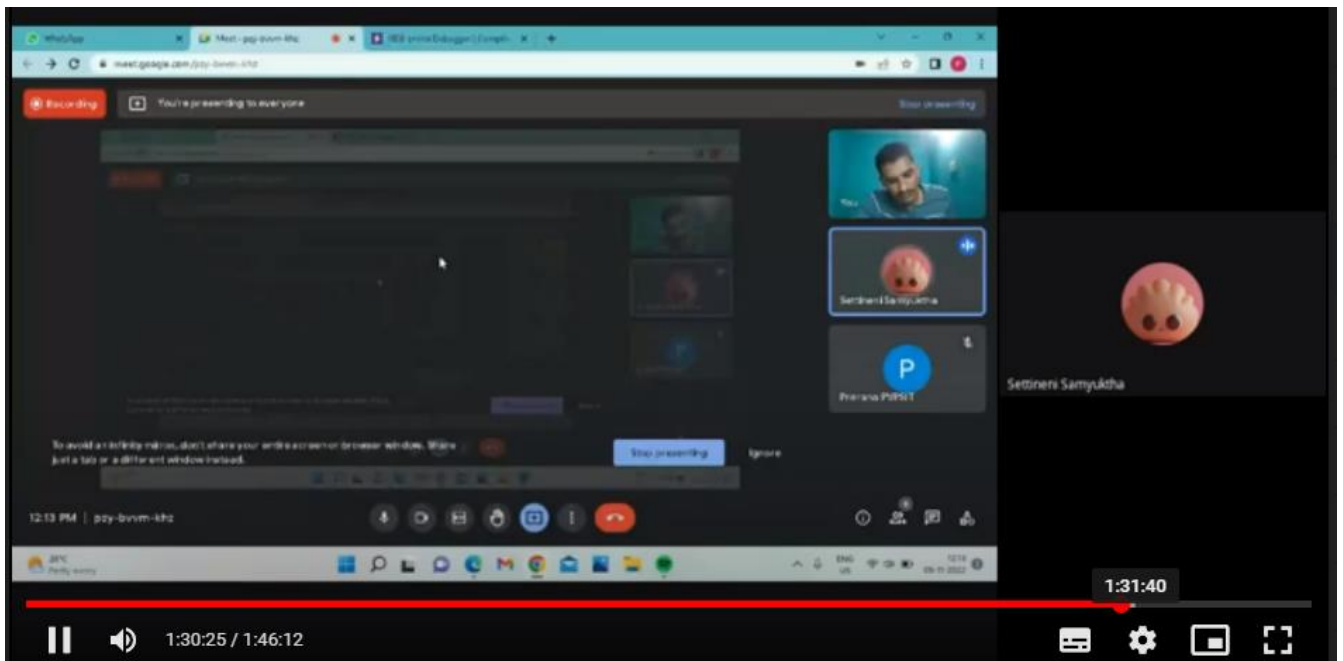 WhatsApp
Meet - pzy-bvvm-khz
meet.google.com/pzy-bvvm-khz
Recording
You're presenting to everyone
Stop presenting
You
Settineni Samyuktha
P
Prerana PVPSIT
Settineni Samyuktha
To avoid an infinity mirror, don't share your entire screen or browser window. Share
just a tab or a different window instead.
Stop presenting
Ignore
12:13 PM | pzy-bvvm-khz
Partly sunny
ENG
US
1:31:40
1:30:25 / 1:46:12